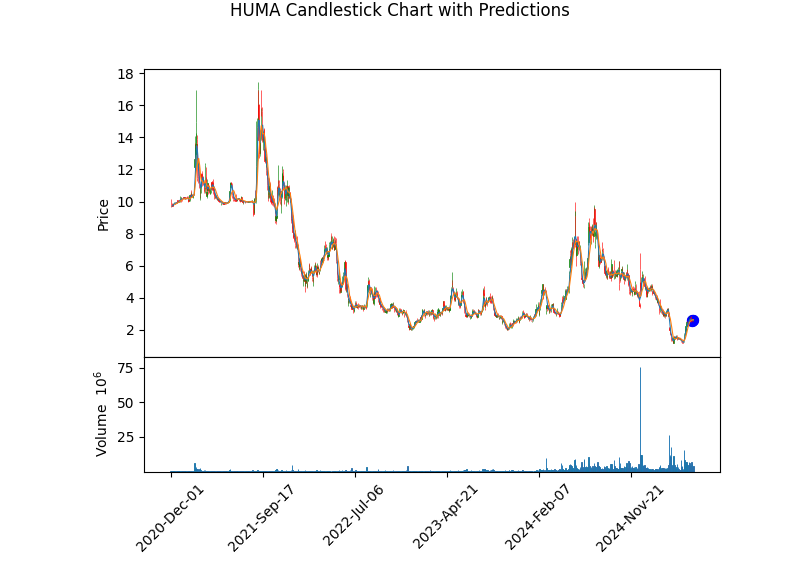 HUMA Candlestick Chart with Predictions
18
16
14
12
10
8
6
4
2
Price
75
50
25
Volume 10^6
2020-Dec-01
2021-Sep-17
2022-Jul-06
2023-Apr-21
2024-Feb-07
2024-Nov-21